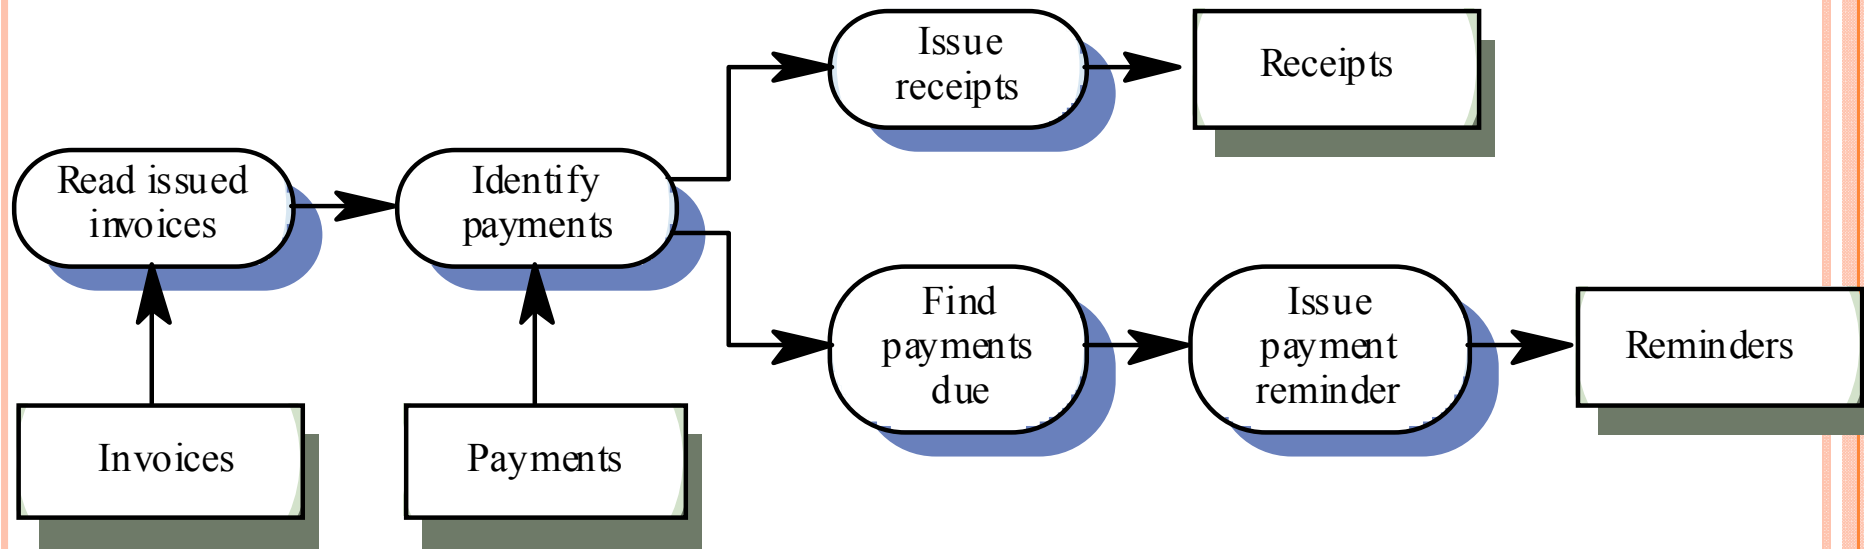 Issue
receipts
Receipts
Read issued
invoices
Identify
payments
Find
payments
due
Issue
payment
reminder
Reminders
Invoices
Payments